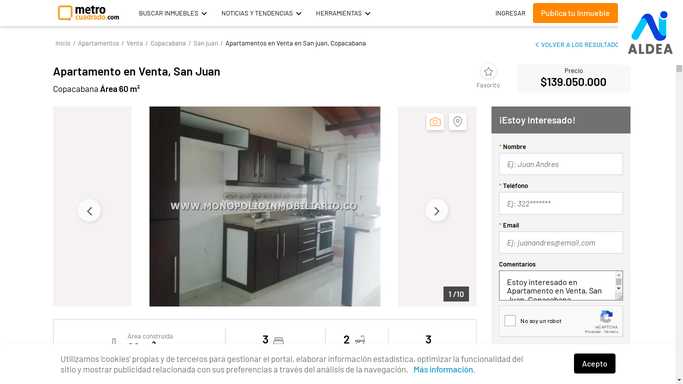 metro
cuadrado.com
BUSCAR INMUEBLES
NOTICIAS Y TENDENCIAS
HERRAMIENTAS
INGRESAR
Publica tu Inmueble
Inicio / Apartamentos / Venta / Copacabana / San juan / Apartamentos en Venta en San juan, Copacabana
VOLVER A LOS RESULTADO
ALDEA
Apartamento en Venta, San Juan
Copacabana Área 60 m²
Favorito
Precio
$139.050.000
WWW.MONOPOLIOINMOBILIARIO.CO
1 /10
¡Estoy Interesado!
* Nombre
Ej: Juan Andres
* Teléfono
Ej: 322*******
* Email
Ej: juanandres@email.com
Comentarios
Estoy interesado en
Apartamento en Venta, San
Juan, Copacabana
No soy un robot
reCAPTCHA
Privacidad - Términos
Área construida
3
2
3
Utilizamos 'cookies' propias y de terceros para gestionar el portal, elaborar información estadística, optimizar la funcionalidad del
sitio y mostrar publicidad relacionada con sus preferencias a través del análisis de la navegación. Más información.
Acepto